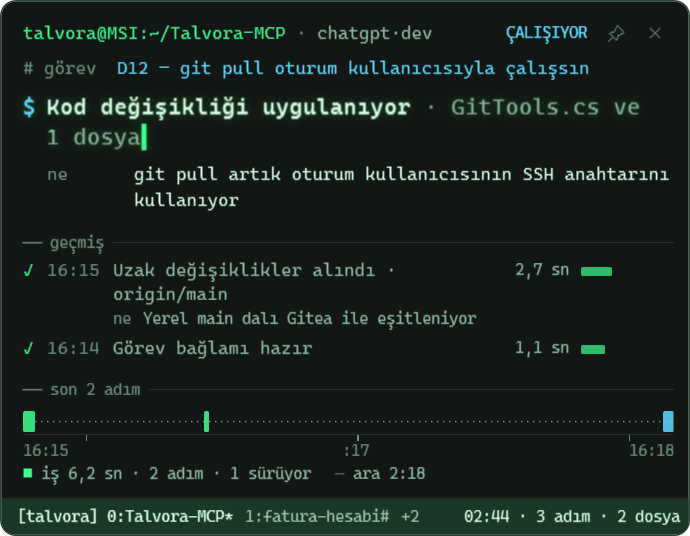 talvora@MSI:~/Talvora-MCP · chatgpt·dev ÇALIŞIYOR
# görev D12 — git pull oturum kullanıcısıyla çalışsın
$ Kod değişikliği uygulanıyor · GitTools.cs ve
1 dosya
ne git pull artık oturum kullanıcısının SSH anahtarını
kullanıyor
geçmiş
✓ 16:15 Uzak değişiklikler alındı · 2,7 sn
origin/main
ne Yerel main dalı Gitea ile eşitleniyor
✓ 16:14 Görev bağlamı hazır 1,1 sn
son 2 adım
16:15 :17 16:18
iş 6,2 sn · 2 adım · 1 sürüyor — ara 2:18
[talvora] 0:Talvora-MCP* 1:fatura-hesabi# +2 02:44 · 3 adım · 2 dosya